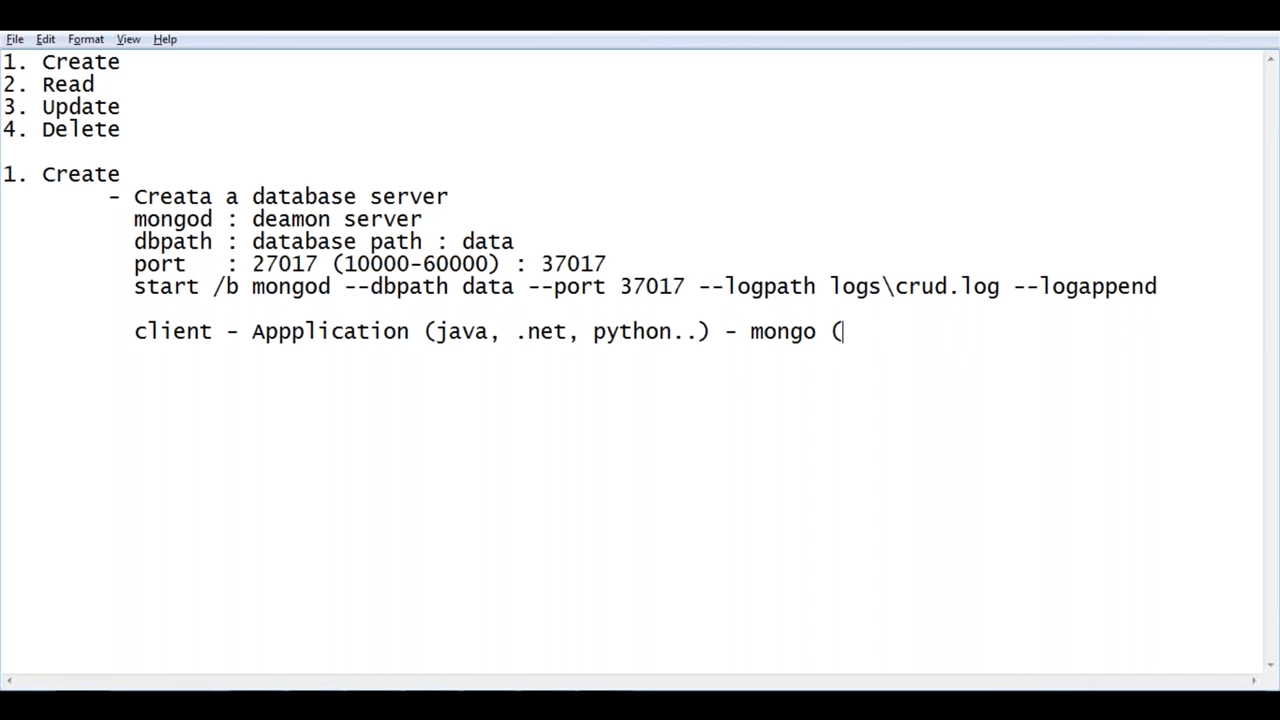 File Edit Format View Help
1. Create
2. Read
3. Update
4. Delete
1. Create
- Creata a database server
mongod : deamon server
dbpath : database path : data
port : 27017 (10000-60000) : 37017
start /b mongod --dbpath data --port 37017 --logpath logs\crud.log --logappend
client - Appplication (java, .net, python..) - mongo (